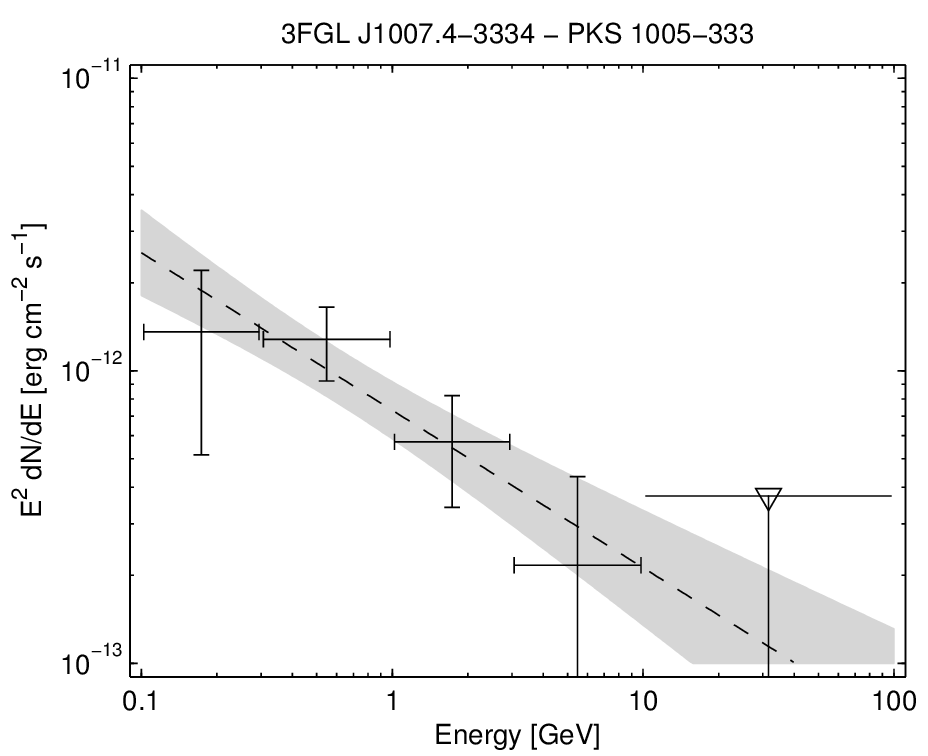 3FGL J1007.4−3334 − PKS 1005−333
10⁻¹¹
10⁻¹²
10⁻¹³
E² dN/dE [erg cm⁻² s⁻¹]
0.1 1 10 100
Energy [GeV]